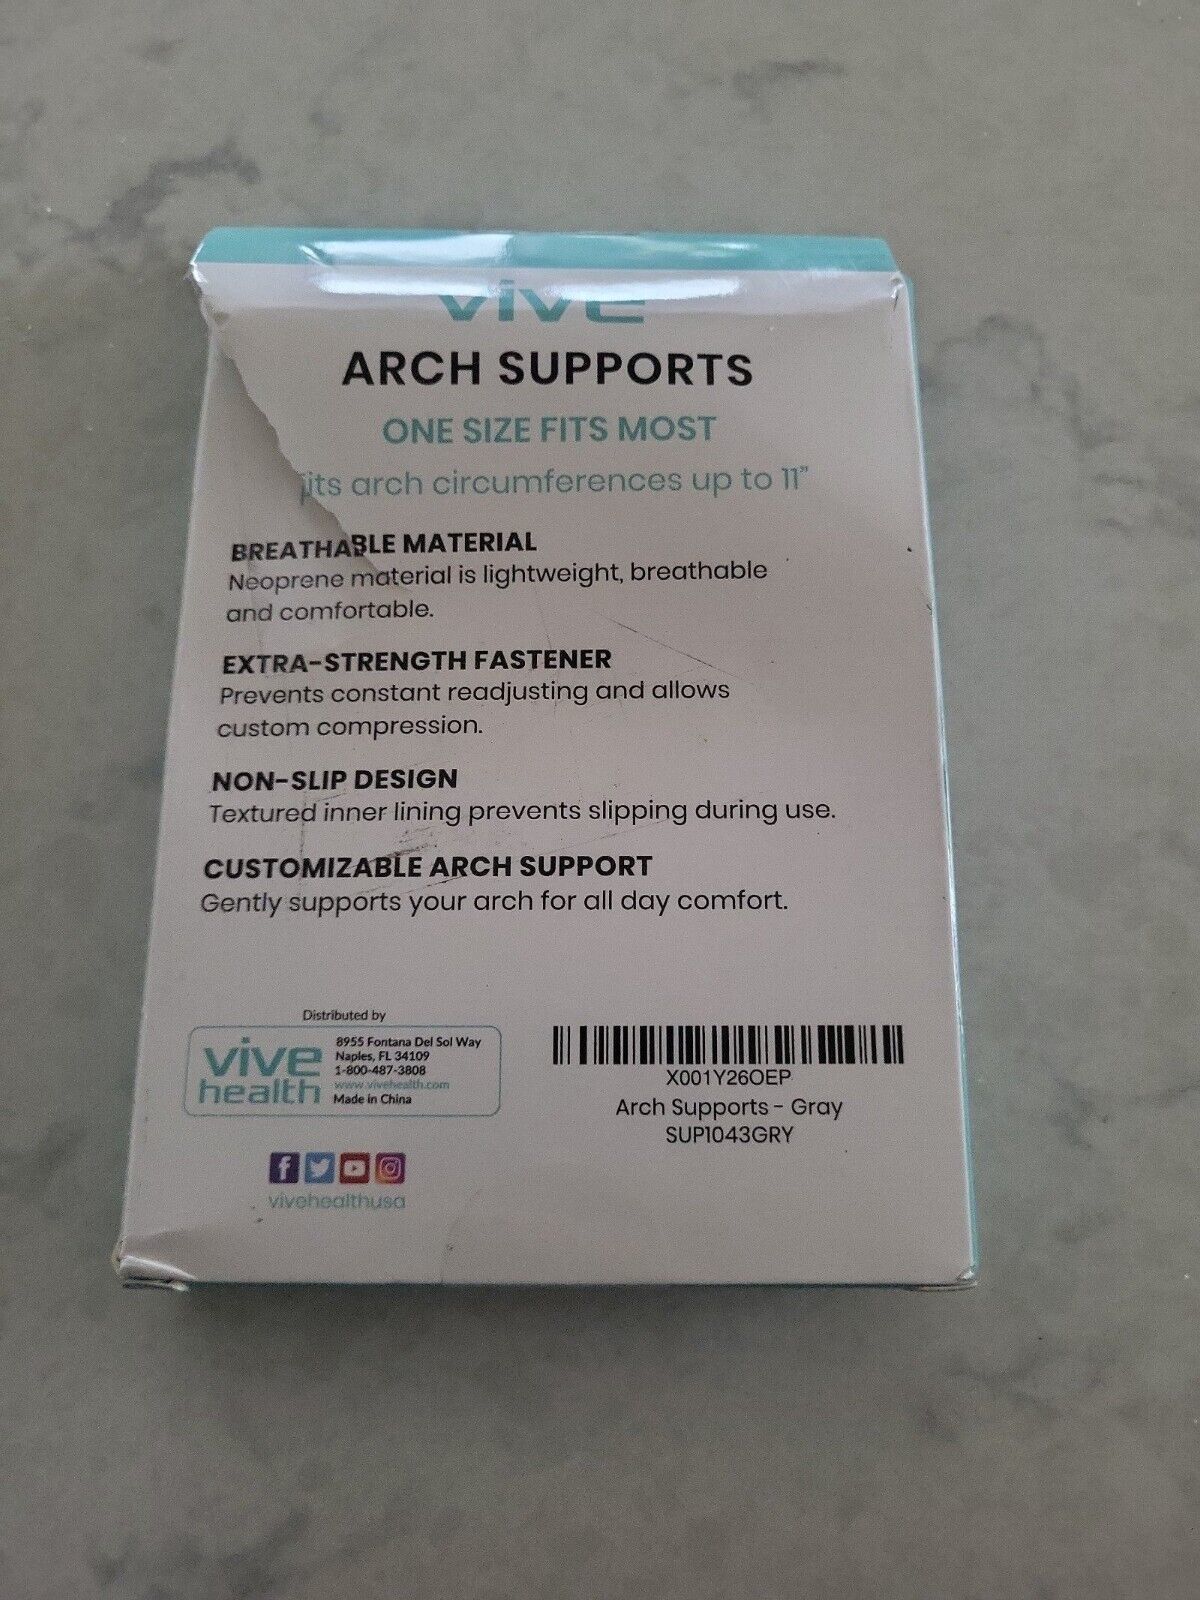 vive
ARCH SUPPORTS
ONE SIZE FITS MOST
its arch circumferences up to 11"
BREATHABLE MATERIAL
Neoprene material is lightweight, breathable
and comfortable.
EXTRA-STRENGTH FASTENER
Prevents constant readjusting and allows
custom compression.
NON-SLIP DESIGN
Textured inner lining prevents slipping during use.
CUSTOMIZABLE ARCH SUPPORT
Gently supports your arch for all day comfort.
Distributed by
vive
health
8955 Fontana Del Sol Way
Naples, FL 34109
1-800-487-3808
www.vivehealth.com
Made in China
vivehealthusa
X001Y26OEP
Arch Supports - Gray
SUP1043GRY